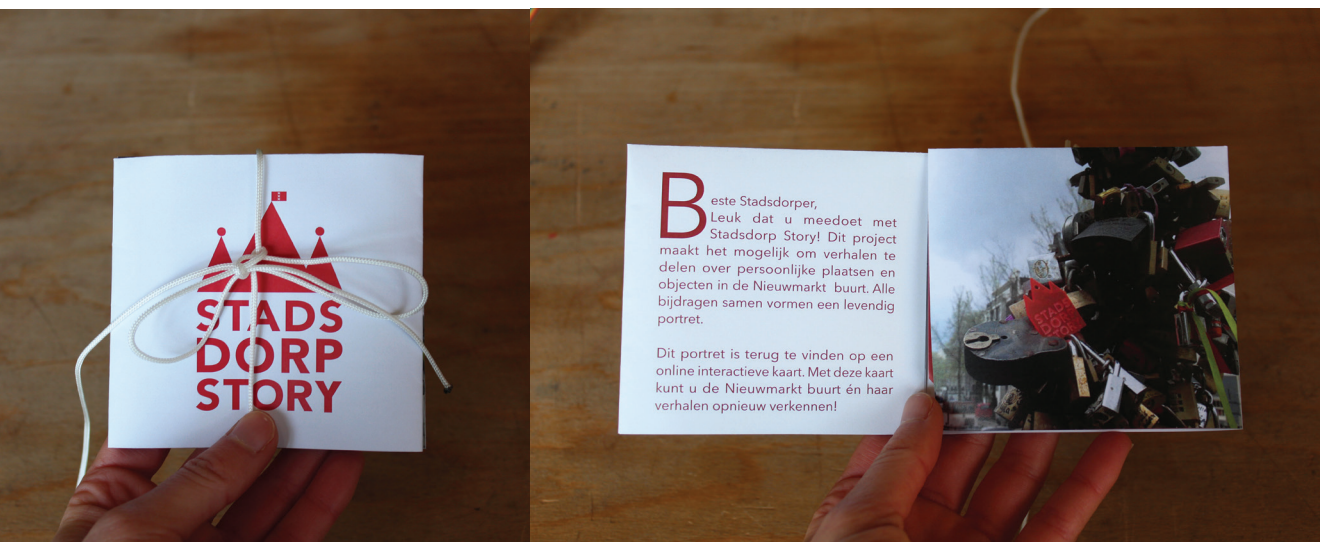 STADS
DORP
STORY
Beste Stadsdorper,
Leuk dat u meedoet met
Stadsdorp Story! Dit project
maakt het mogelijk om verhalen te
delen over persoonlijke plaatsen en
objecten in de Nieuwmarkt buurt. Alle
bijdragen samen vormen een levendig
portret.
Dit portret is terug te vinden op een
online interactieve kaart. Met deze kaart
kunt u de Nieuwmarkt buurt én haar
verhalen opnieuw verkennen!
STADS
DORP